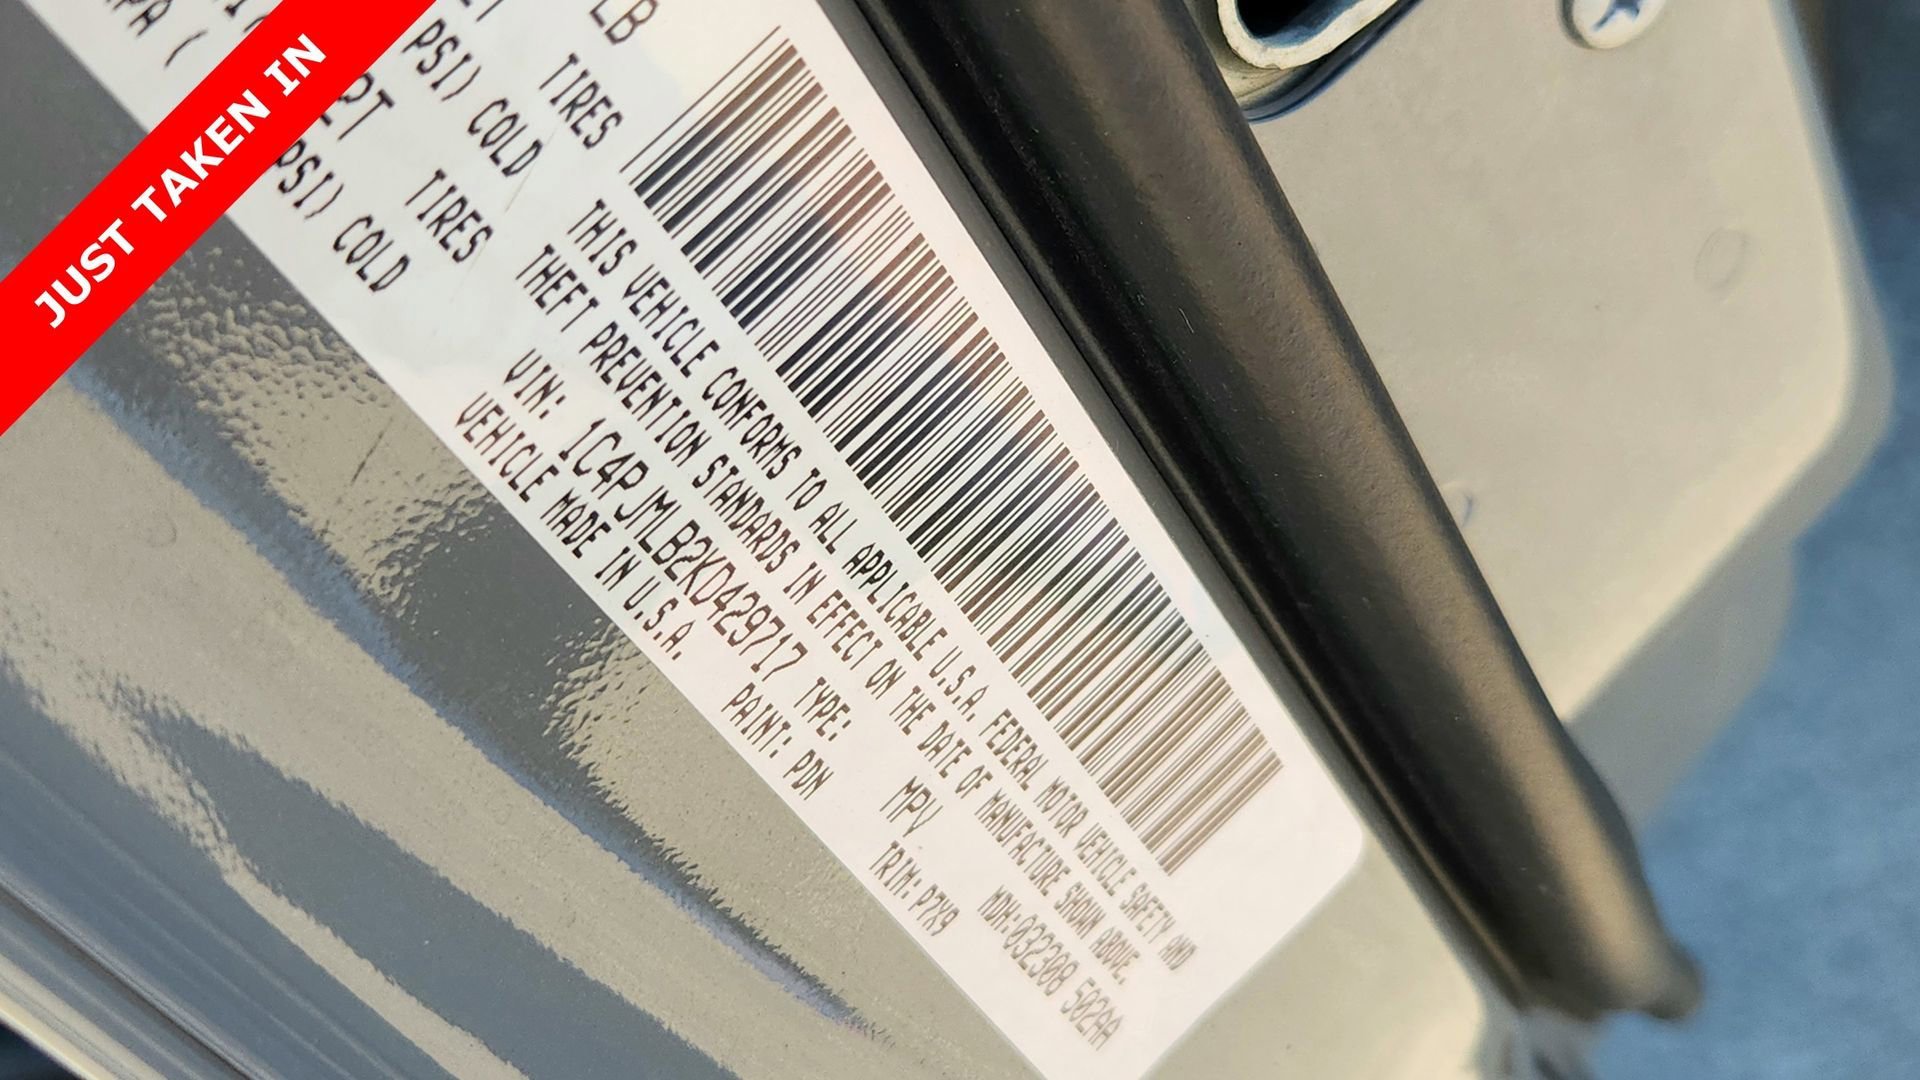 JUST TAKEN IN
LB
TIRES
PSI) COLD
TIRES
PSI) COLD
THIS VEHICLE CONFORMS TO ALL APPLICABLE U.S.A. FEDERAL MOTOR VEHICLE SAFETY AND
THEFT PREVENTION STANDARDS IN EFFECT ON THE DATE OF MANUFACTURE SHOWN ABOVE.
VIN: 1C4PJMLB2KD429717 TYPE: MPV MDH:032308 502AA
VEHICLE MADE IN U.S.A. PAINT: PDN TRIM: P7X9